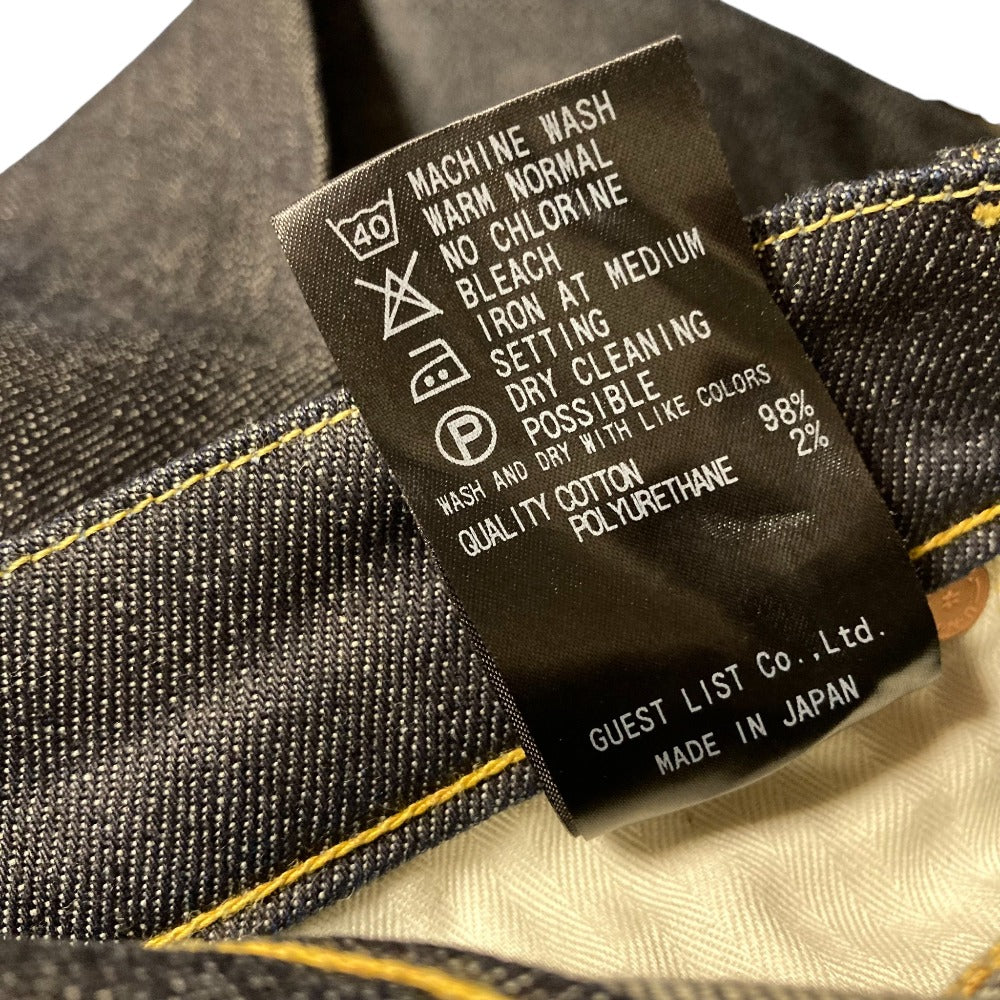 40 MACHINE WASH
WARM NORMAL
NO CHLORINE
BLEACH
IRON AT MEDIUM
SETTING
DRY CLEANING
P POSSIBLE
WASH AND DRY WITH LIKE COLORS
QUALITY COTTON 98%
POLYURETHANE 2%
GUEST LIST Co.,Ltd.
MADE IN JAPAN